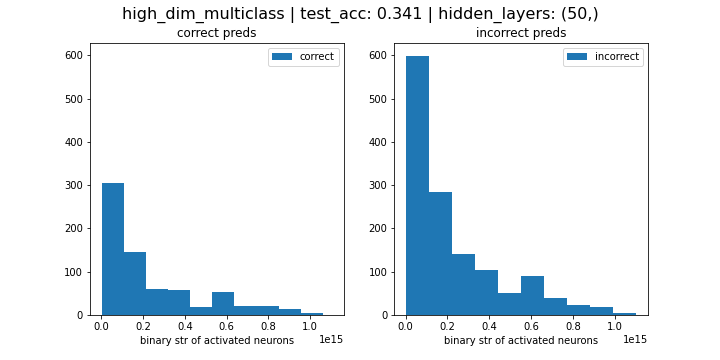 high_dim_multiclass | test_acc: 0.341 | hidden_layers: (50,)
correct preds
600
500
400
300
200
100
0
correct
0.0 0.2 0.4 0.6 0.8 1.0
1e15
binary str of activated neurons
incorrect preds
600
500
400
300
200
100
0
incorrect
0.0 0.2 0.4 0.6 0.8 1.0
1e15
binary str of activated neurons